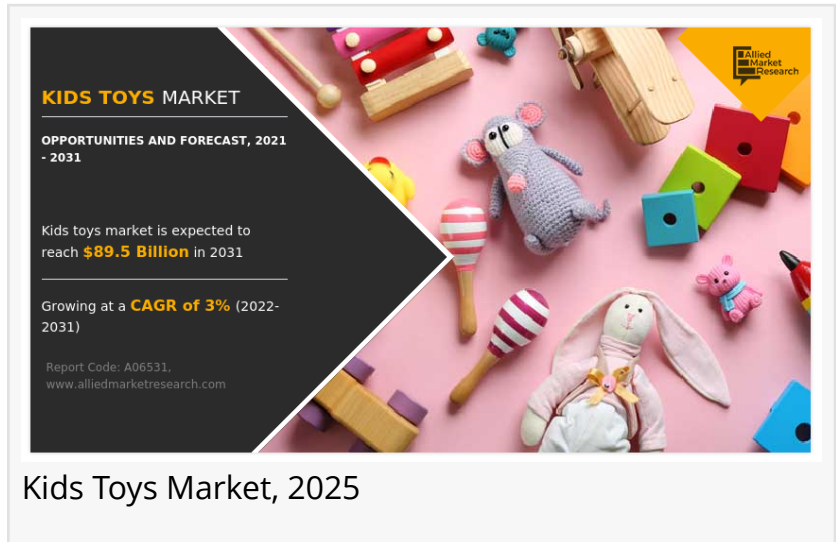 KIDS TOYS MARKET
OPPORTUNITIES AND FORECAST, 2021
- 2031
Kids toys market is expected to
reach $89.5 Billion in 2031
Growing at a CAGR of 3% (2022-
2031)
Report Code: A06531,
www.alliedmarketresearch.com
Allied
Market
Research
Kids Toys Market, 2025